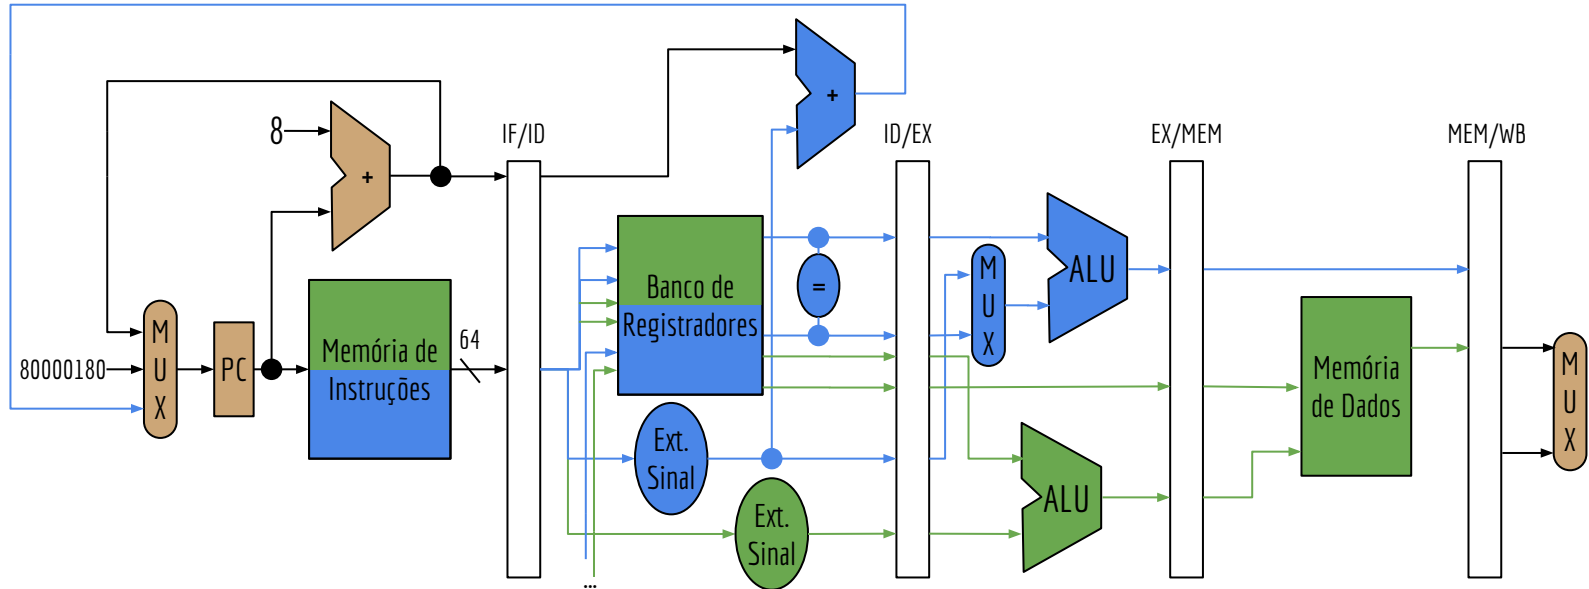 +
8
+
IF/ID
ID/EX
EX/MEM
MEM/WB
M
U
X
80000180
PC
Memória de
Instruções
64
Banco de
Registradores
=
Ext.
Sinal
Ext.
Sinal
...
M
U
X
ALU
ALU
Memória
de Dados
M
U
X